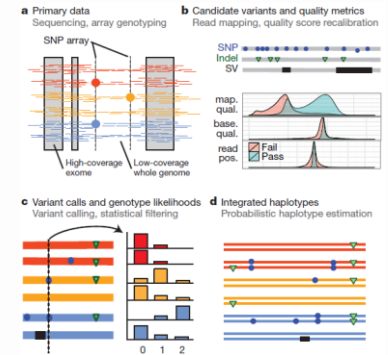 a Primary data
Sequencing, array genotyping
SNP array
High-coverage
exome
Low-coverage
whole genome
b Candidate variants and quality metrics
Read mapping, quality score recalibration
SNP
Indel
SV
map.
qual.
base.
qual.
read
pos.
Fail
Pass
c Variant calls and genotype likelihoods
Variant calling, statistical filtering
0 1 2
d Integrated haplotypes
Probabilistic haplotype estimation